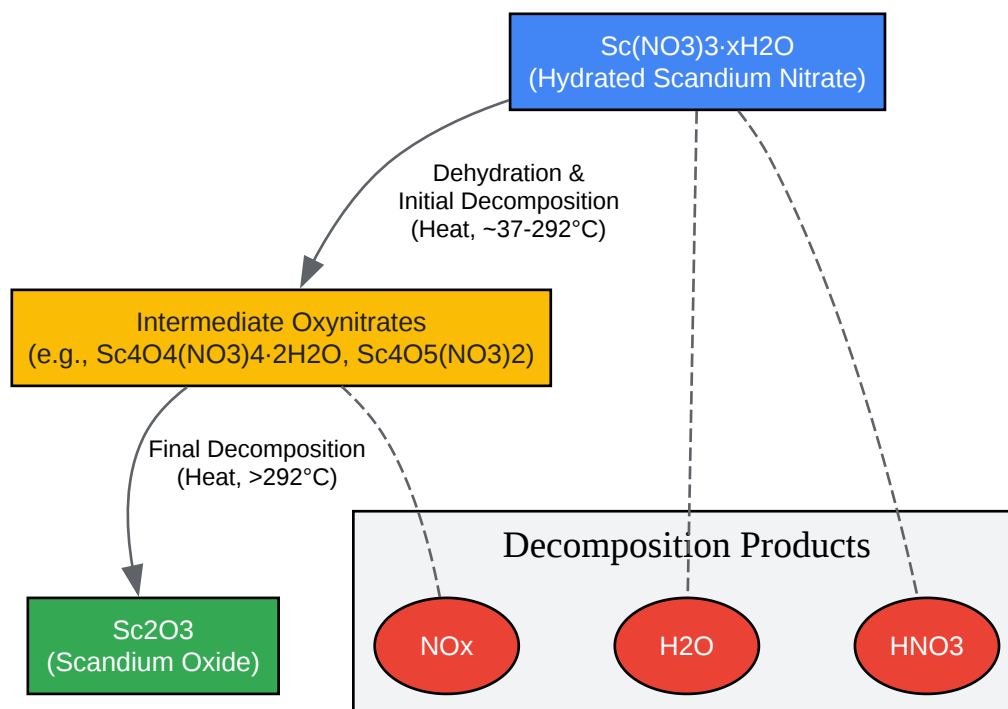 Sc(NO3)3·xH2O
(Hydrated Scandium Nitrate)
Dehydration &
Initial Decomposition
(Heat, ~37-292°C)
Intermediate Oxynitrates
(e.g., Sc4O4(NO3)4·2H2O, Sc4O5(NO3)2)
Final Decomposition
(Heat, >292°C)
Decomposition Products
Sc2O3
(Scandium Oxide)
NOx
H2O
HNO3